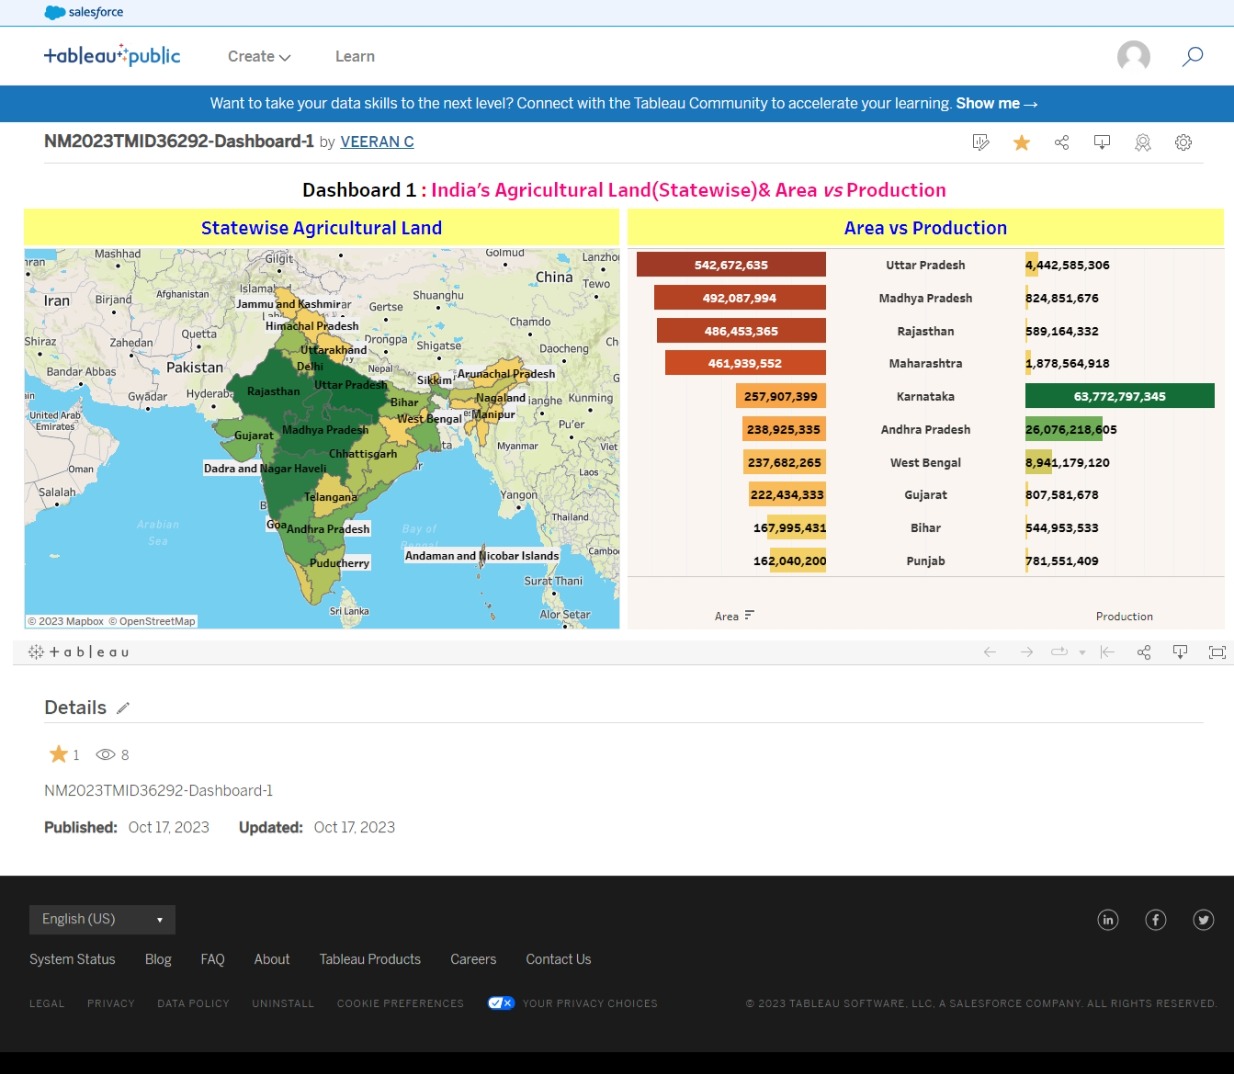 salesforce
+ableau public
Create
Learn
Want to take your data skills to the next level? Connect with the Tableau Community to accelerate your learning. Show me →
NM2023TMID36292-Dashboard-1 by VEERAN C
Dashboard 1 : India's Agricultural Land(Statewise)& Area vs Production
Statewise Agricultural Land
Mashhad
Gilgit
Golmud
Lanzho
China
Tewo
Islamab
Iran
Birjand
Afghanistan
Jammu and Kashmir
Gertse
Shuanghu
Himachal Pradesh
Chamdo
Shiraz
Zahedan
Quetta
Uttarakhand
Drongpa
Shigatse
Daocheng
Che
Bandar Abbas
Pakistan
Delhi
Nepal
Sikkim
Arunachal Pradesh
Gwādar
Hyderab
Rajasthan
Uttar Pradesh
Bihar
Nagaland
Kunming
United Arab Emirates
West Bengal
Manipur
Pu'er
Gujarat
Madhya Pradesh
Myanmar
Viet
Oman
Chhattisgarh
Dadra and Nagar Haveli
Laos
Salalah
Telangana
Yangon
Arabian Sea
Goa
Andhra Pradesh
Bay of
Thailand
Andaman and Nicobar Islands
Cambo
Puducherry
Surat Thani
Sri Lanka
Alor Setar
© 2023 Mapbox © OpenStreetMap
Area vs Production
542,672,635 Uttar Pradesh 4,442,585,306
492,087,994 Madhya Pradesh 824,851,676
486,453,365 Rajasthan 589,164,332
461,939,552 Maharashtra 1,878,564,918
257,907,399 Karnataka 63,772,797,345
238,925,335 Andhra Pradesh 26,076,218,605
237,682,265 West Bengal 8,941,179,120
222,434,333 Gujarat 807,581,678
167,995,431 Bihar 544,953,533
162,040,200 Punjab 781,551,409
Area
Production
+ a b | e a u
Details
1 8
NM2023TMID36292-Dashboard-1
Published: Oct 17, 2023 Updated: Oct 17, 2023
English (US)
System Status Blog FAQ About Tableau Products Careers Contact Us
LEGAL PRIVACY DATA POLICY UNINSTALL COOKIE PREFERENCES YOUR PRIVACY CHOICES
© 2023 TABLEAU SOFTWARE, LLC, A SALESFORCE COMPANY. ALL RIGHTS RESERVED.